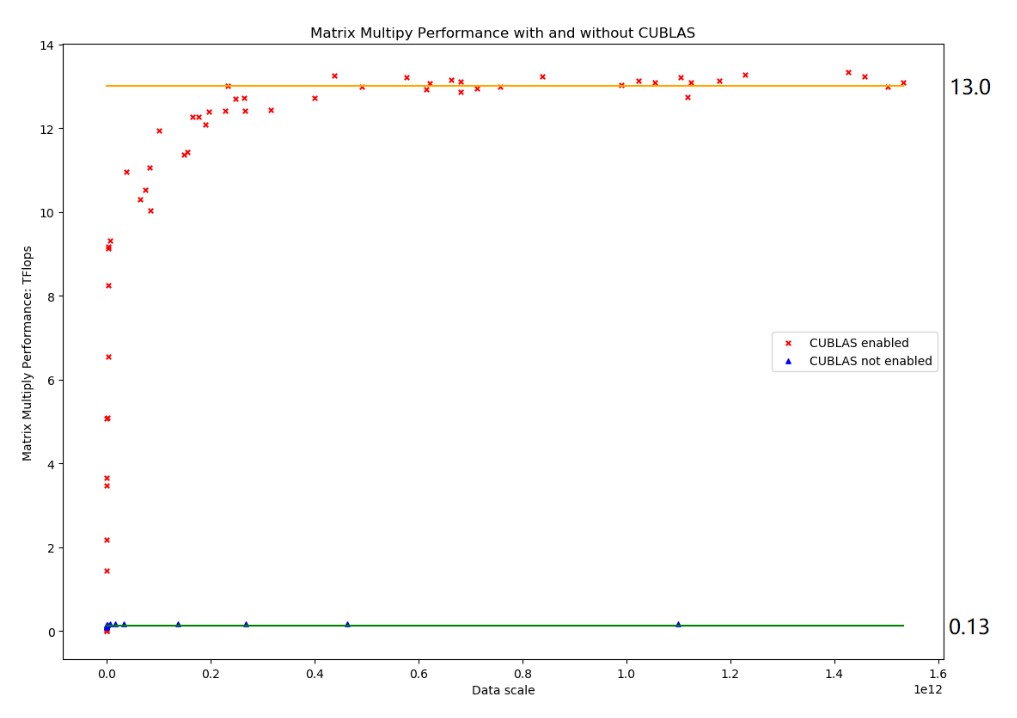 Matrix Multipy Performance with and without CUBLAS
14
12
10
8
6
4
2
0
Matrix Multiply Performance: TFlops
13.0
CUBLAS enabled
CUBLAS not enabled
0.13
0.0 0.2 0.4 0.6 0.8 1.0 1.2 1.4 1.6
Data scale
1e12